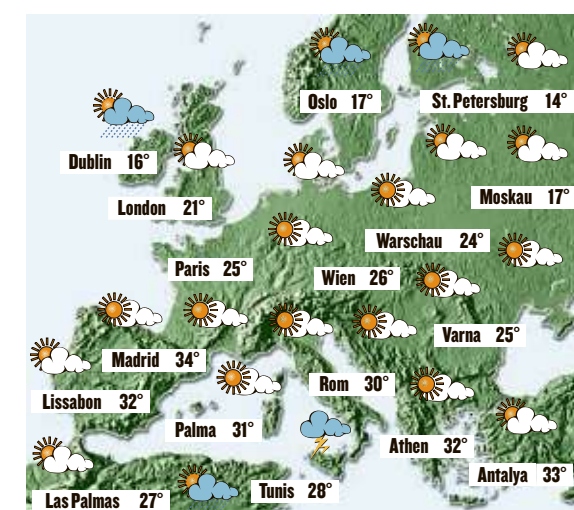 Oslo 17°
St. Petersburg 14°
Dublin 16°
Moskau 17°
London 21°
Warschau 24°
Paris 25°
Wien 26°
Varna 25°
Madrid 34°
Rom 30°
Lissabon 32°
Palma 31°
Athen 32°
Antalya 33°
Las Palmas 27°
Tunis 28°